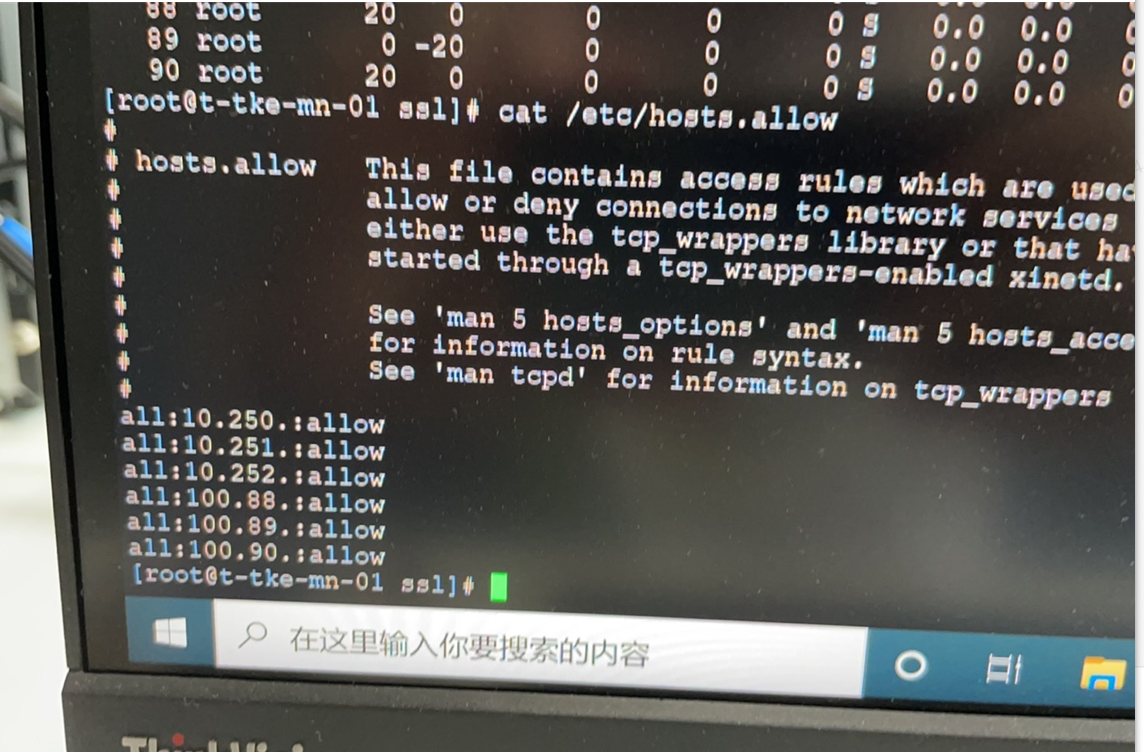 88 root 20 0 0 0 0 S 0.0 0.0 0
89 root 0 -20 0 0 0 S 0.0 0.0 0
90 root 20 0 0 0 0 S 0.0 0.0 0
[root@t-tke-mn-01 ssl]# cat /etc/hosts.allow
#
# hosts.allow This file contains access rules which are used
# allow or deny connections to network services
# either use the tcp_wrappers library or that ha
# started through a tcp_wrappers-enabled xinetd.
#
# See 'man 5 hosts_options' and 'man 5 hosts_acce
# for information on rule syntax.
# See 'man tcpd' for information on tcp_wrappers
#
all:10.250.:allow
all:10.251.:allow
all:10.252.:allow
all:100.88.:allow
all:100.89.:allow
all:100.90.:allow
[root@t-tke-mn-01 ssl]#
在这里输入你要搜索的内容
ThinkVision